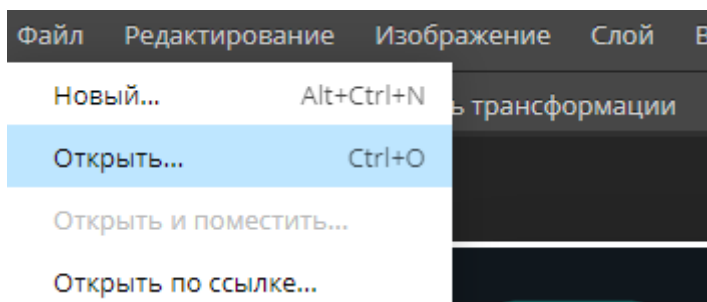 Файл Редактирование Изображение Слой
Новый... Alt+Ctrl+N
трансформации
Открыть... Ctrl+O
Открыть и поместить...
Открыть по ссылке...